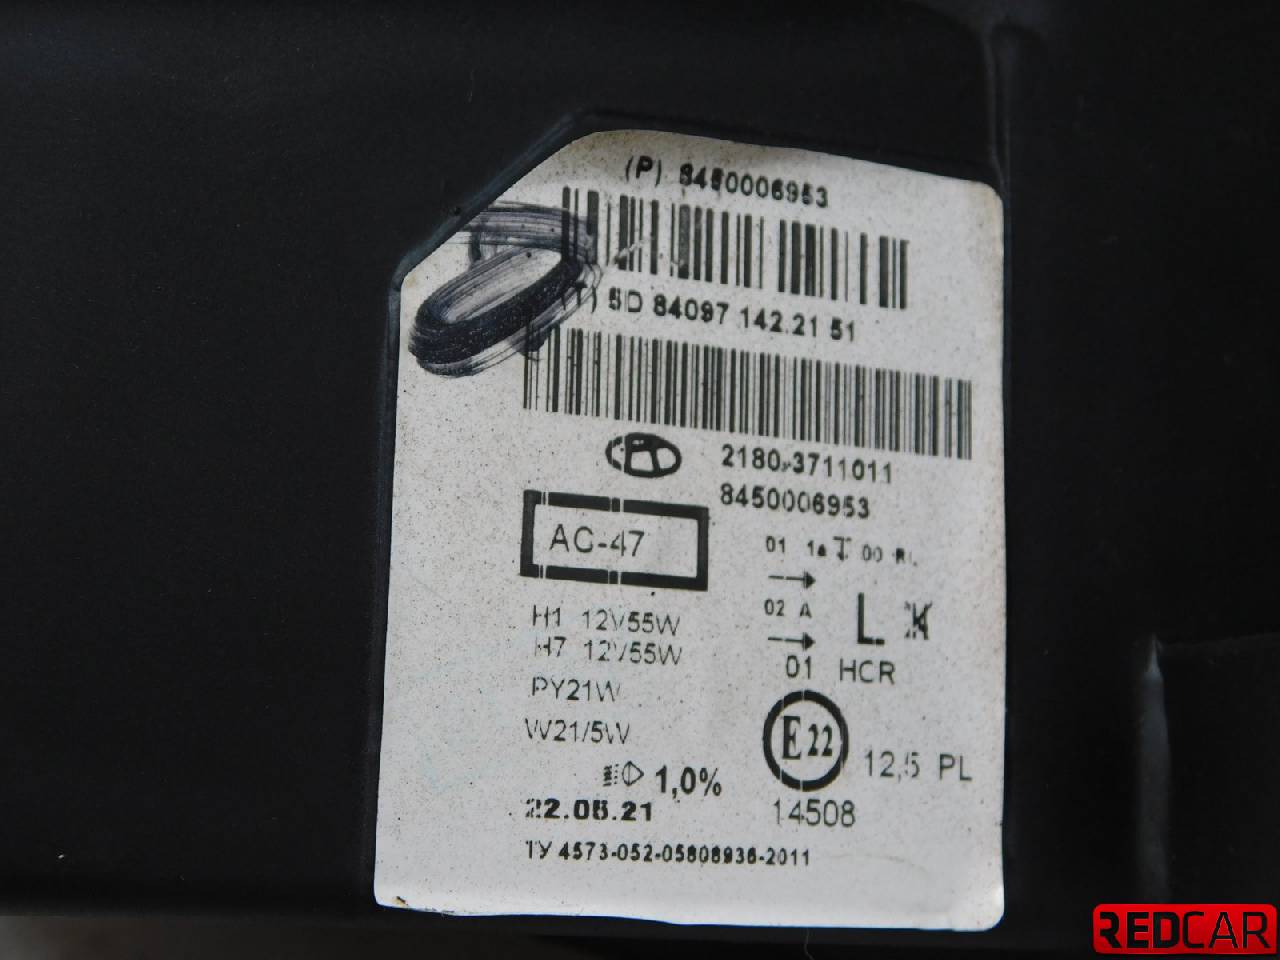 (P) 8450006953
(T) 5D 84097 142 21 51
2180-3711011
8450006953
AC-47
01 1a 00 RL
02 A
L
01 HCR
H1 12V55W
H7 12V55W
PY21W
W21/5W
1,0%
E22
12,5 PL
14508
22.05.21
ТУ 4573-052-05808936-2011
REDCAR